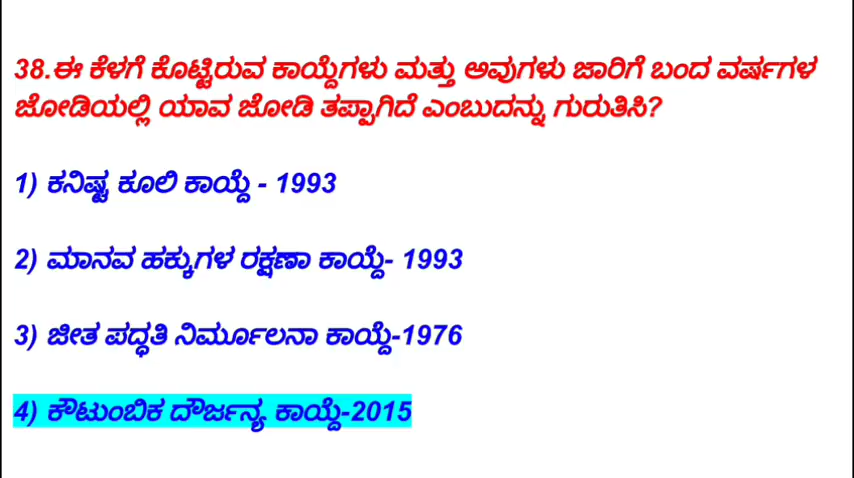 38.ಈ ಕೆಳಗೆ ಕೊಟ್ಟಿರುವ ಕಾಯ್ದೆಗಳು ಮತ್ತು ಅವುಗಳು ಜಾರಿಗೆ ಬಂದ ವರ್ಷಗಳ
ಜೋಡಿಯಲ್ಲಿ ಯಾವ ಜೋಡಿ ತಪ್ಪಾಗಿದೆ ಎಂಬುದನ್ನು ಗುರುತಿಸಿ?
1) ಕನಿಷ್ಟ ಕೂಲಿ ಕಾಯ್ದೆ - 1993
2) ಮಾನವ ಹಕ್ಕುಗಳ ರಕ್ಷಣಾ ಕಾಯ್ದೆ- 1993
3) ಜೀತ ಪದ್ಧತಿ ನಿರ್ಮೂಲನಾ ಕಾಯ್ದೆ-1976
4) ಕೌಟುಂಬಿಕ ದೌರ್ಜನ್ಯ ಕಾಯ್ದೆ-2015